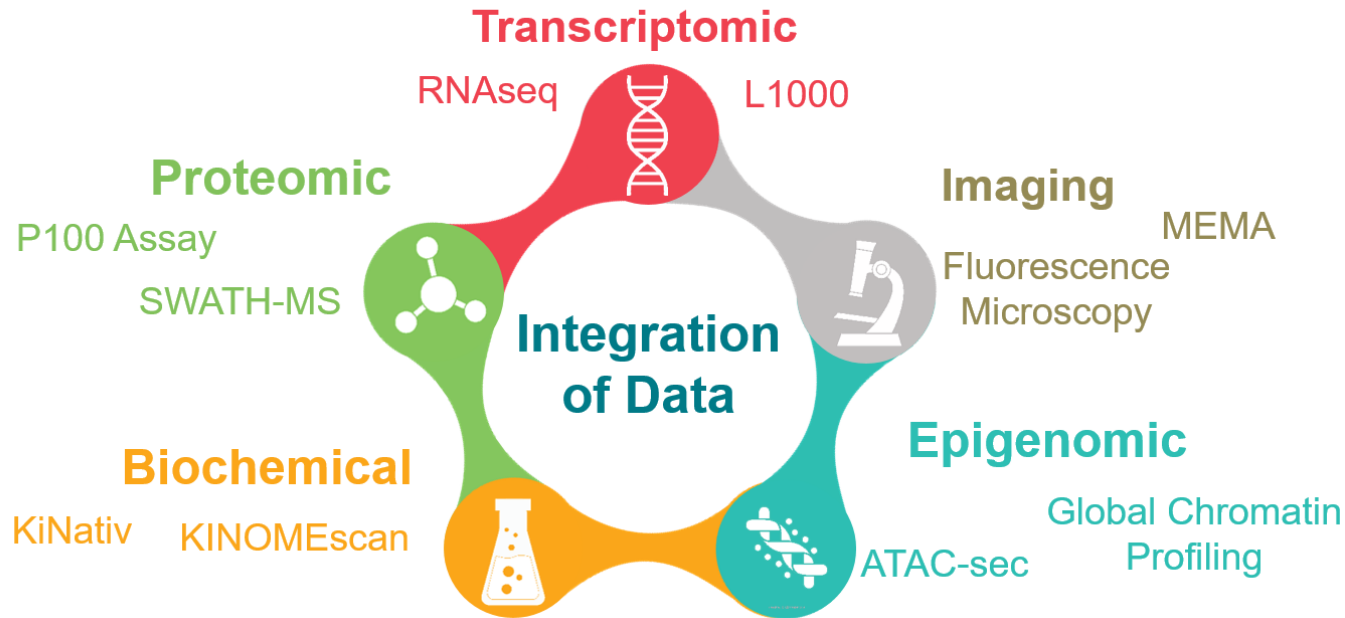 Transcriptomic
RNAseq
L1000
Proteomic
P100 Assay
SWATH-MS
Imaging
MEMA
Fluorescence
Microscopy
Integration
of Data
Biochemical
KiNativ
KINOMEscan
Epigenomic
Global Chromatin
Profiling
ATAC-sec